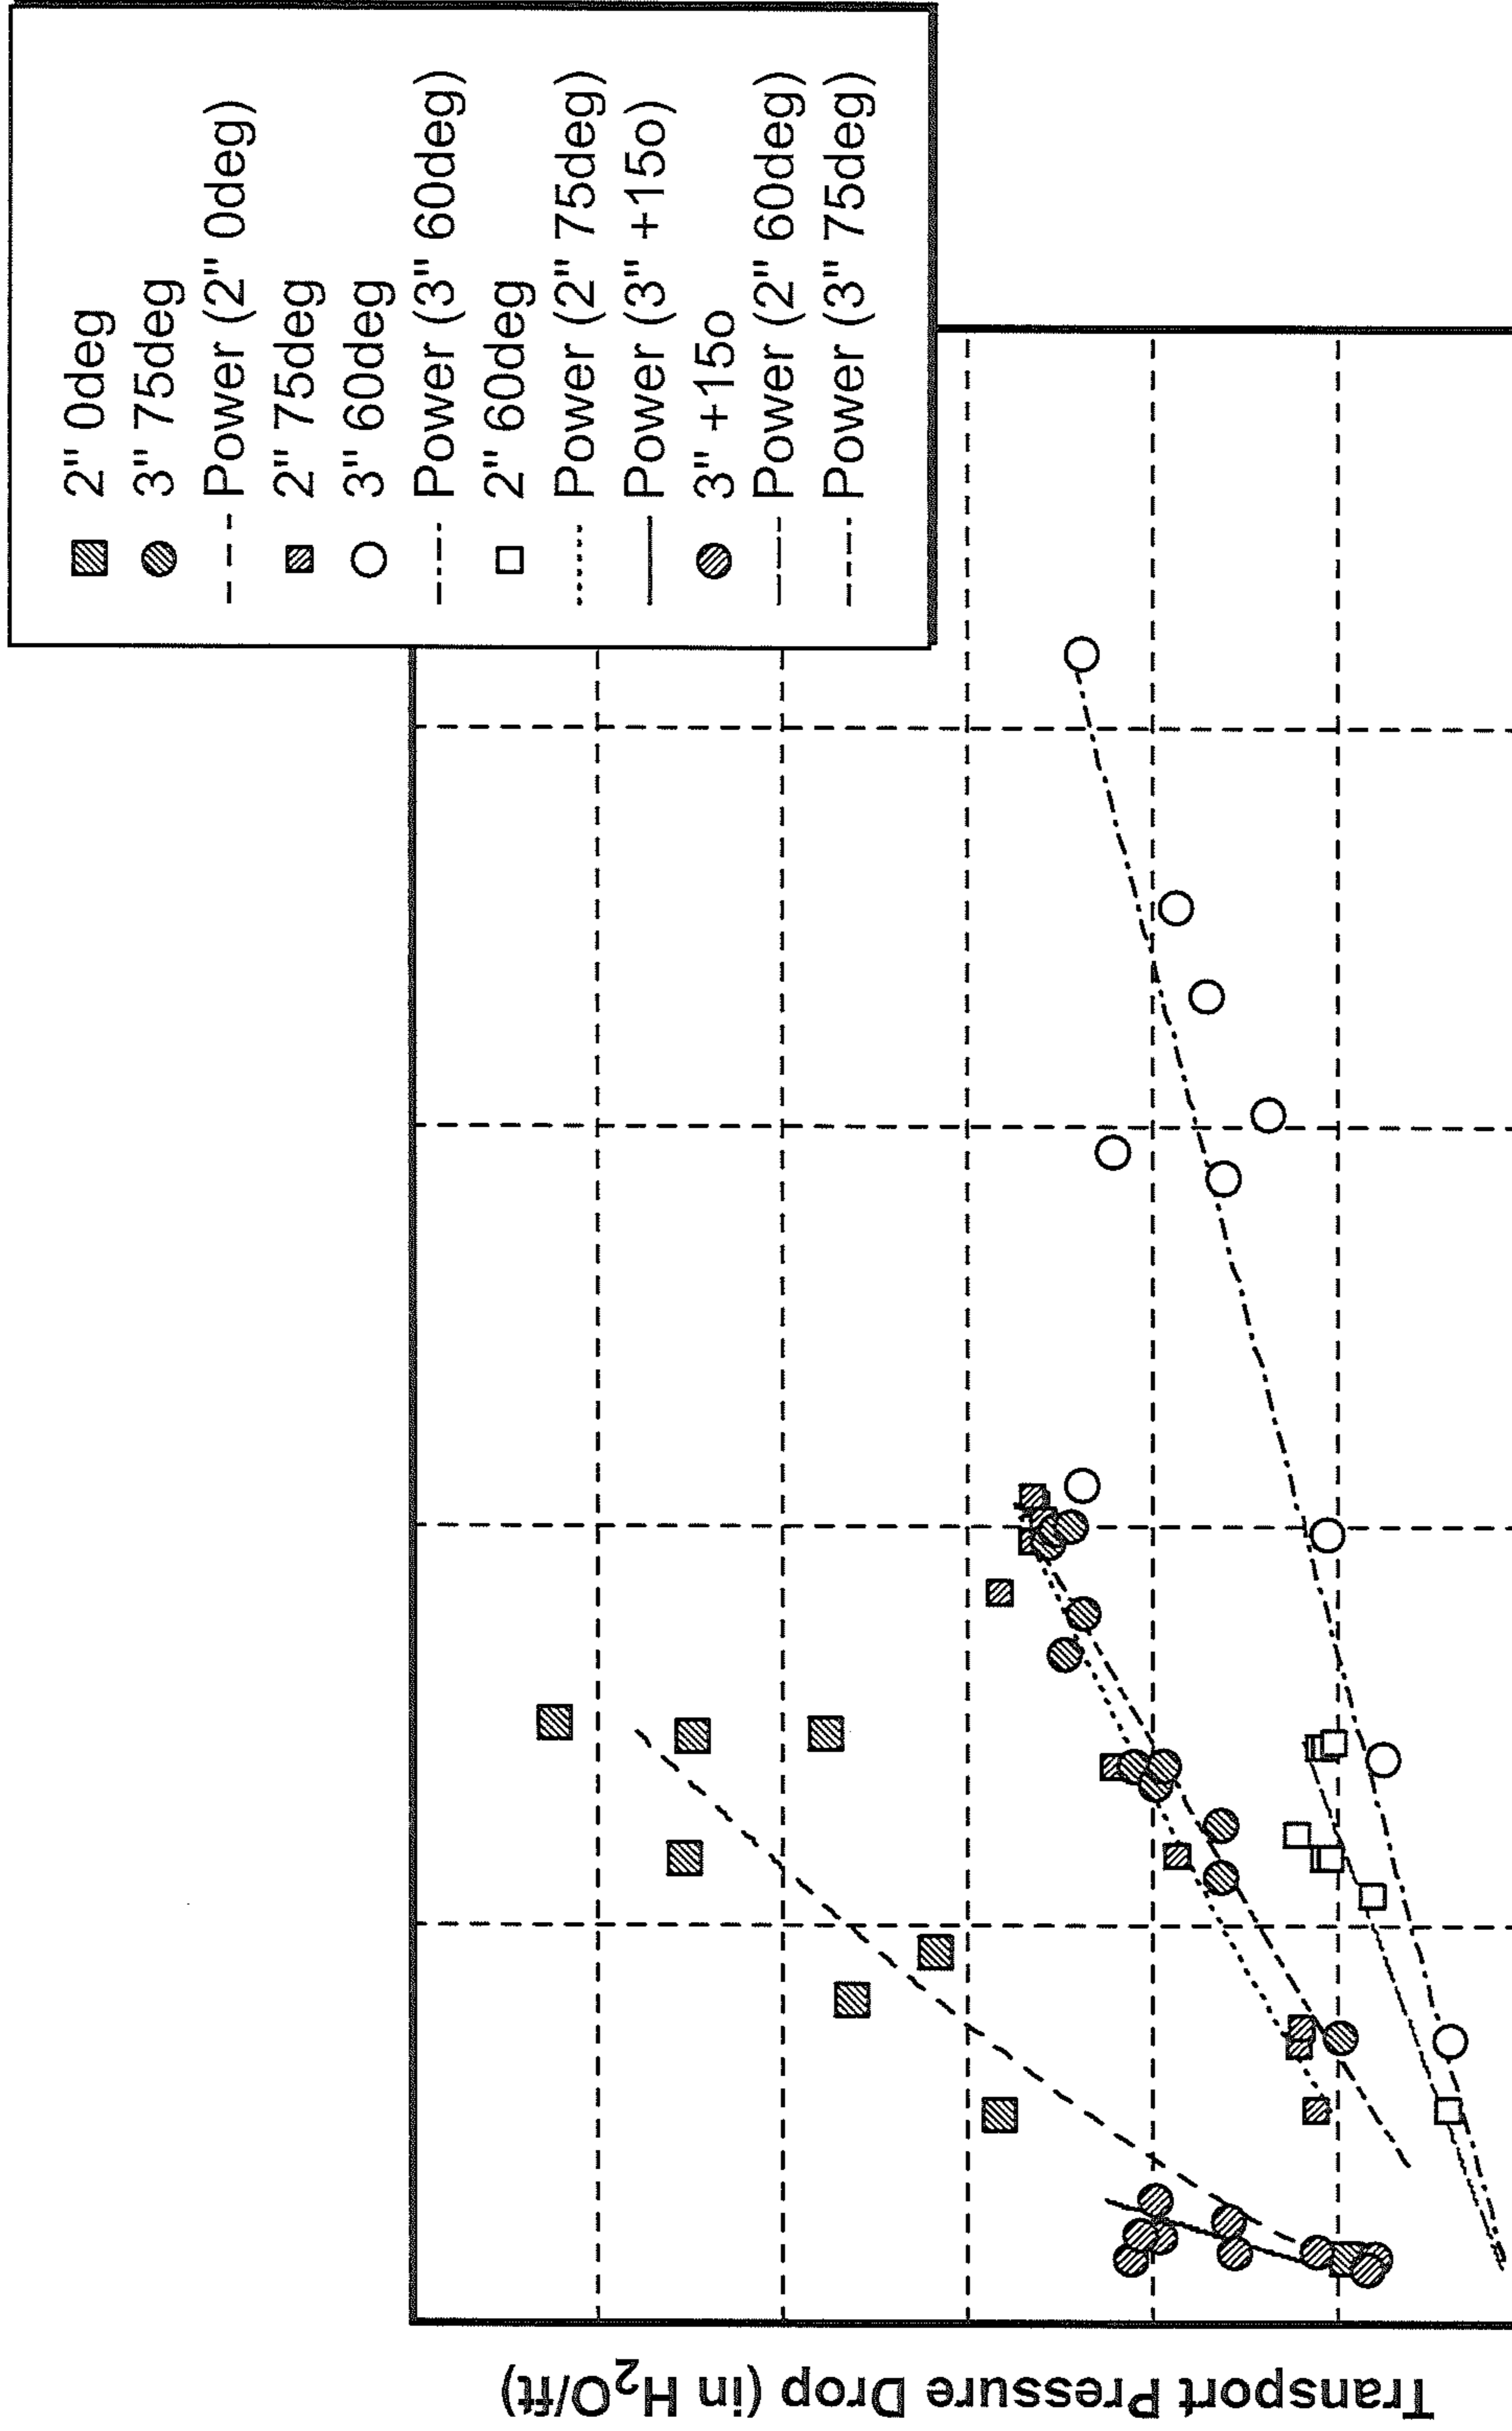 2" 0deg
3" 75deg
Power (2" 0deg)
2" 75deg
3" 60deg
Power (3" 60deg)
2" 60deg
Power (2" 75deg)
Power (3" +15o)
3" +15o
Power (2" 60deg)
Power (3" 75deg)
Transport Pressure Drop (in H₂O/ft)